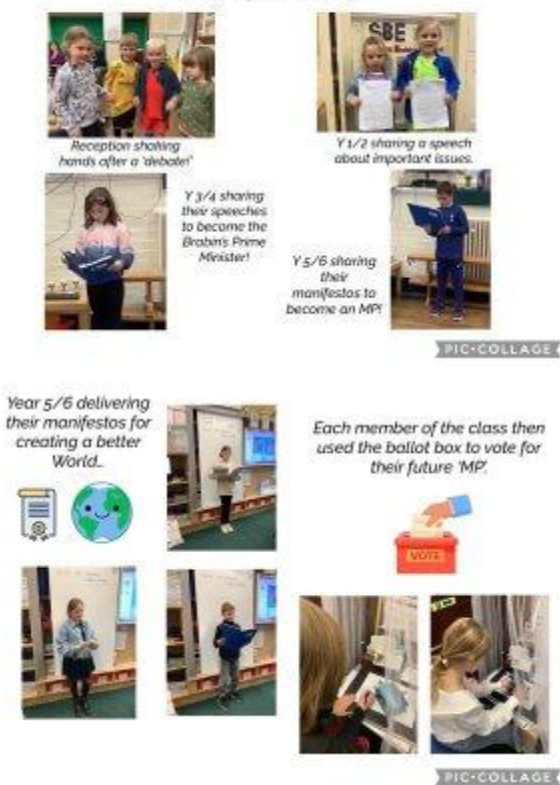 SBE
Reception shaking
hands after a 'debate!'
Y 1/2 sharing a speech
about important issues.
Y 3/4 sharing
their speeches
to become the
Brabin's Prime
Minister!
Y 5/6 sharing
their
manifestos to
become an MP!
PIC•COLLAGE
Year 5/6 delivering
their manifestos for
creating a better
World...
Each member of the class then
used the ballot box to vote for
their future 'MP'.
VOTE
PIC•COLLAGE